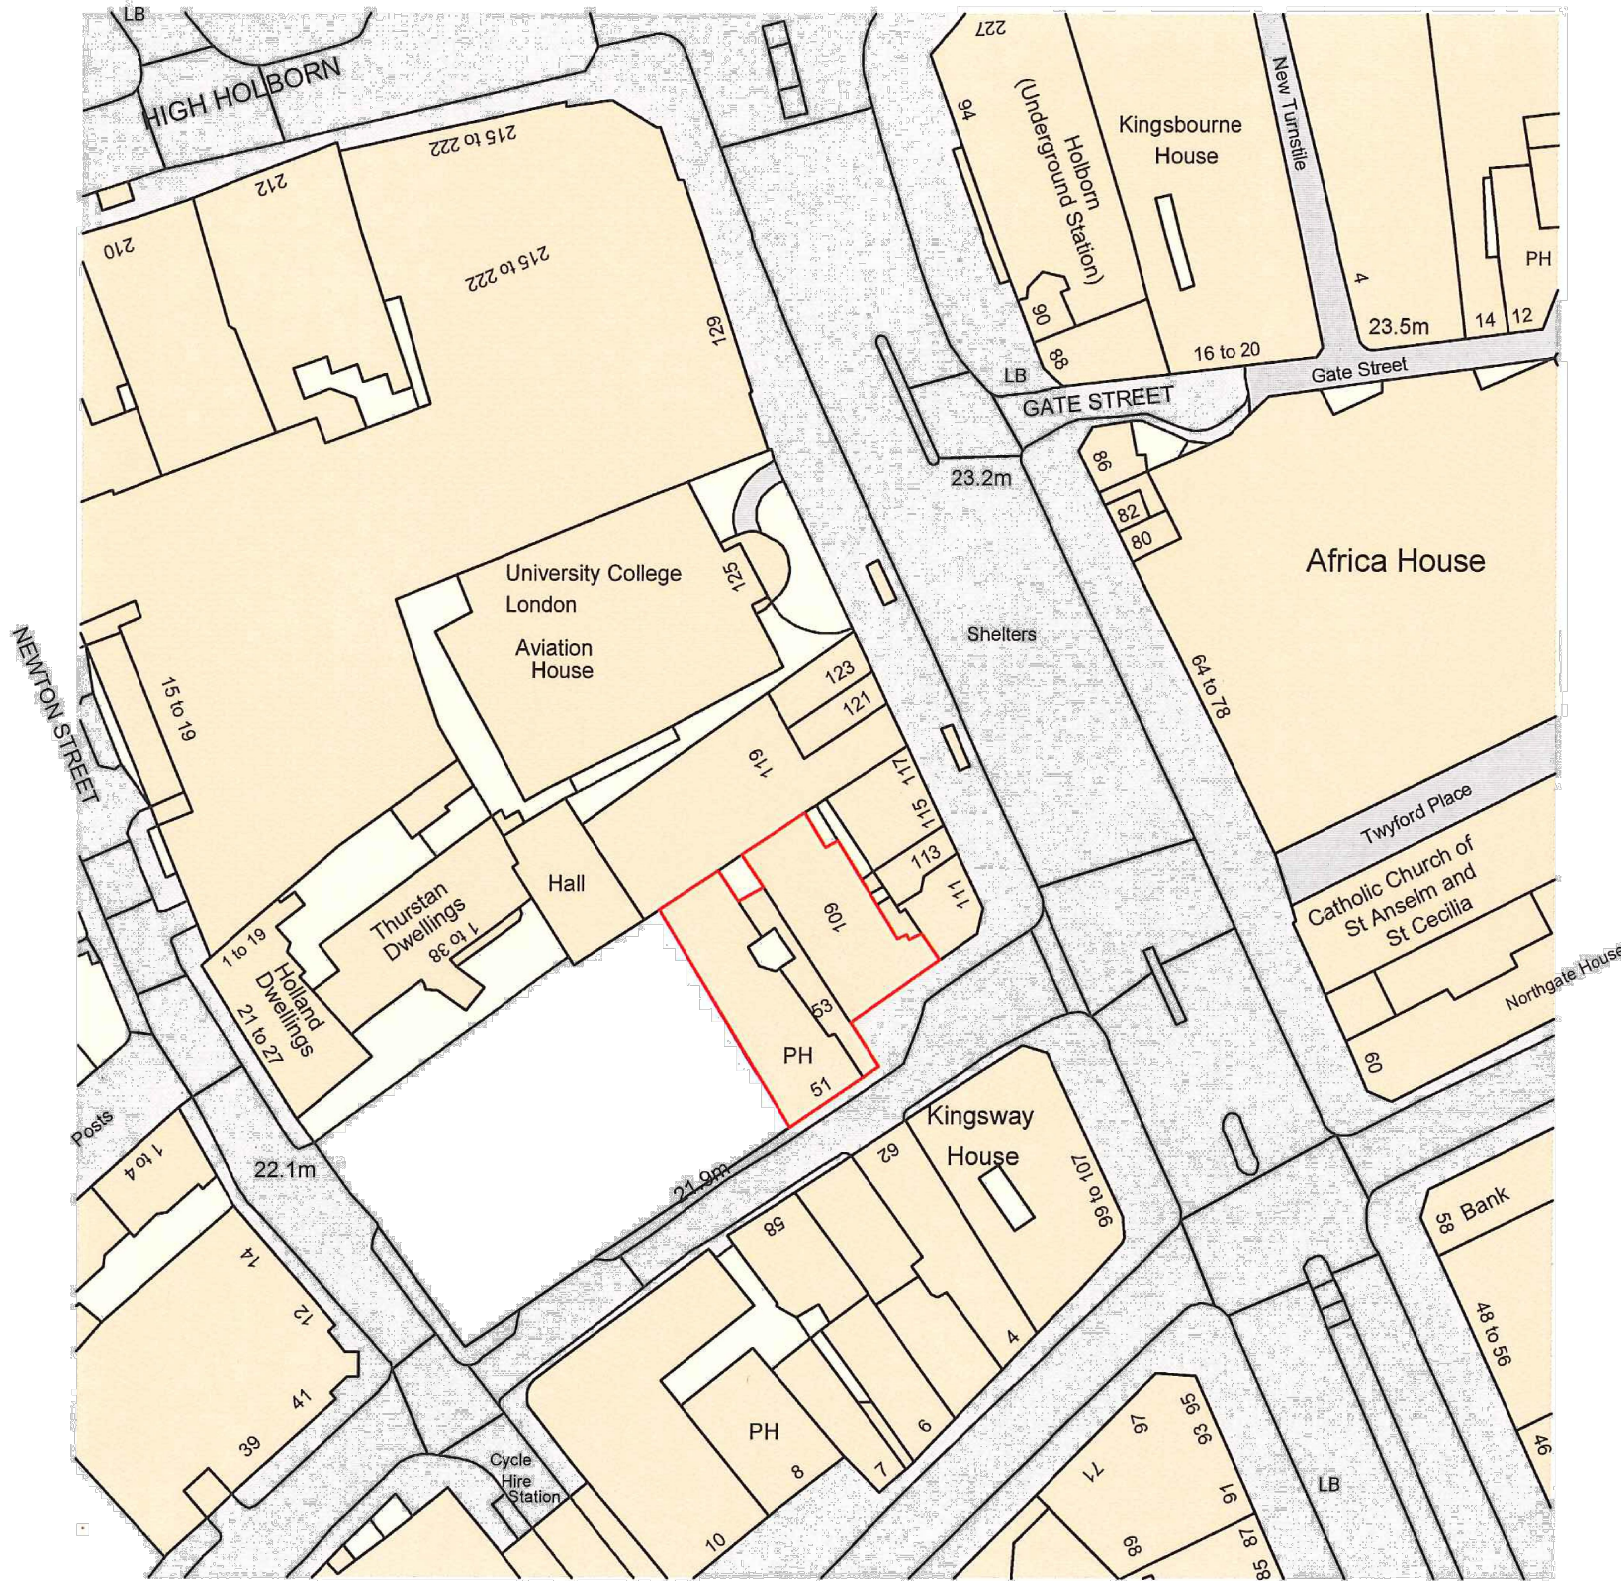 LB
HIGH HOLBORN
215 to 222
212
210
215 to 222
129
227
94
Holborn
(Underground Station)
Kingsbourne
House
New Turnstile
PH
4
23.5m
14
12
90
88
16 to 20
LB
GATE STREET
Gate Street
86
23.2m
82
80
Africa House
University College
London
125
Aviation
House
Shelters
NEWTON STREET
15 to 19
123
121
119
117
115
113
111
64 to 78
Twyford Place
Catholic Church of
St Anselm and
St Cecilia
Northgate House
60
Hall
Thurstan
Dwellings
1 to 38
1 to 19
Holland
Dwellings
21 to 27
109
53
PH
51
Posts
1 to 4
22.1m
21.9m
Kingsway
House
62
99 to 107
58
58
Bank
14
12
41
39
4
6
7
8
PH
10
48 to 56
46
Cycle
Hire
Station
97
93 95
71
91
LB
89
87
85